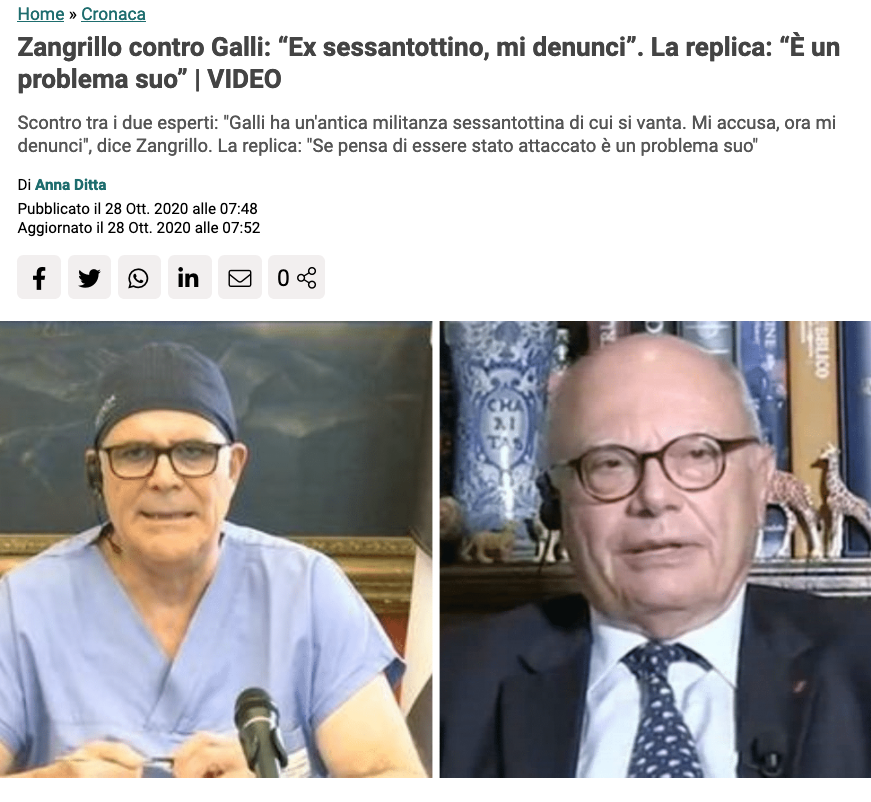 Home » Cronaca
Zangrillo contro Galli: “Ex sessantottino, mi denunci”. La replica: “È un
problema suo” | VIDEO
Scontro tra i due esperti: "Galli ha un'antica militanza sessantottina di cui si vanta. Mi accusa, ora mi
denunci", dice Zangrillo. La replica: "Se pensa di essere stato attaccato è un problema suo"
Di Anna Ditta
Pubblicato il 28 Ott. 2020 alle 07:48
Aggiornato il 28 Ott. 2020 alle 07:52
0
CHA
RI
TAS
BIBLICO